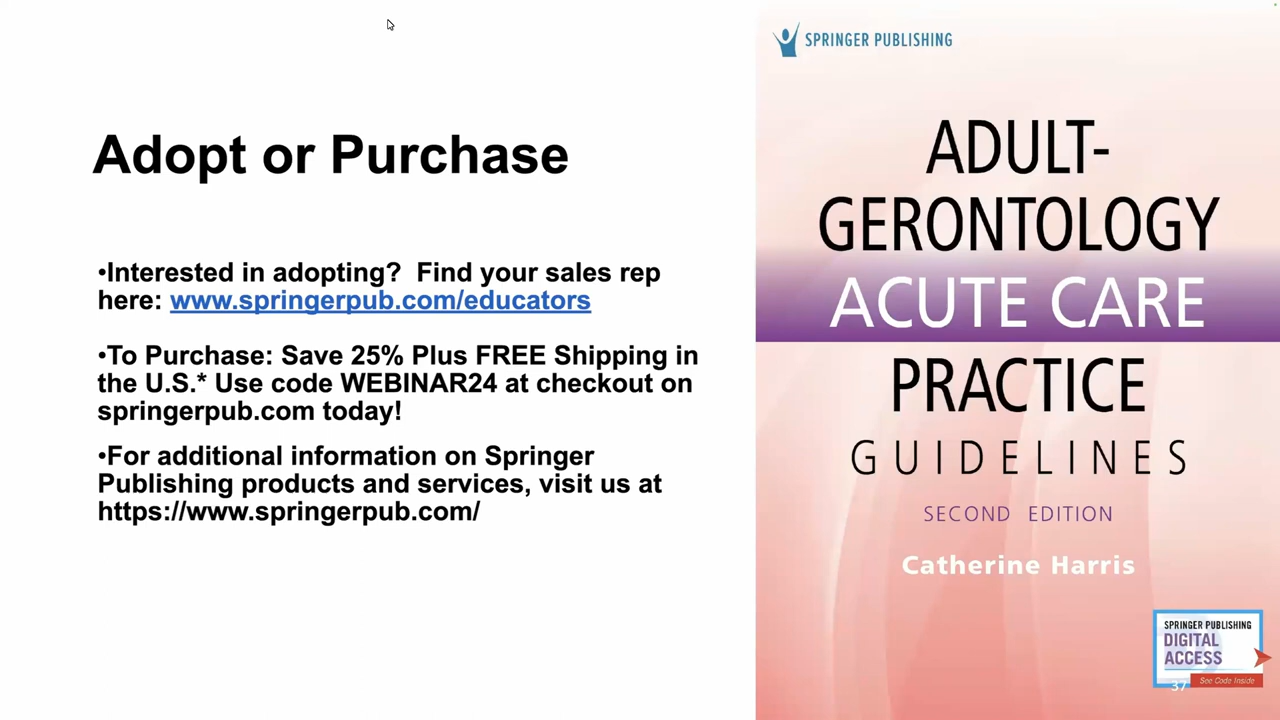 Adopt or Purchase
•Interested in adopting?  Find your sales rep
here: www.springerpub.com/educators
•To Purchase: Save 25% Plus FREE Shipping in
the U.S.* Use code WEBINAR24 at checkout on
springerpub.com today!
•For additional information on Springer
Publishing products and services, visit us at
https://www.springerpub.com/
SPRINGER PUBLISHING
ADULT-
GERONTOLOGY
ACUTE CARE
PRACTICE
GUIDELINES
SECOND EDITION
Catherine Harris
SPRINGER PUBLISHING
DIGITAL
ACCESS
See Code Inside
37